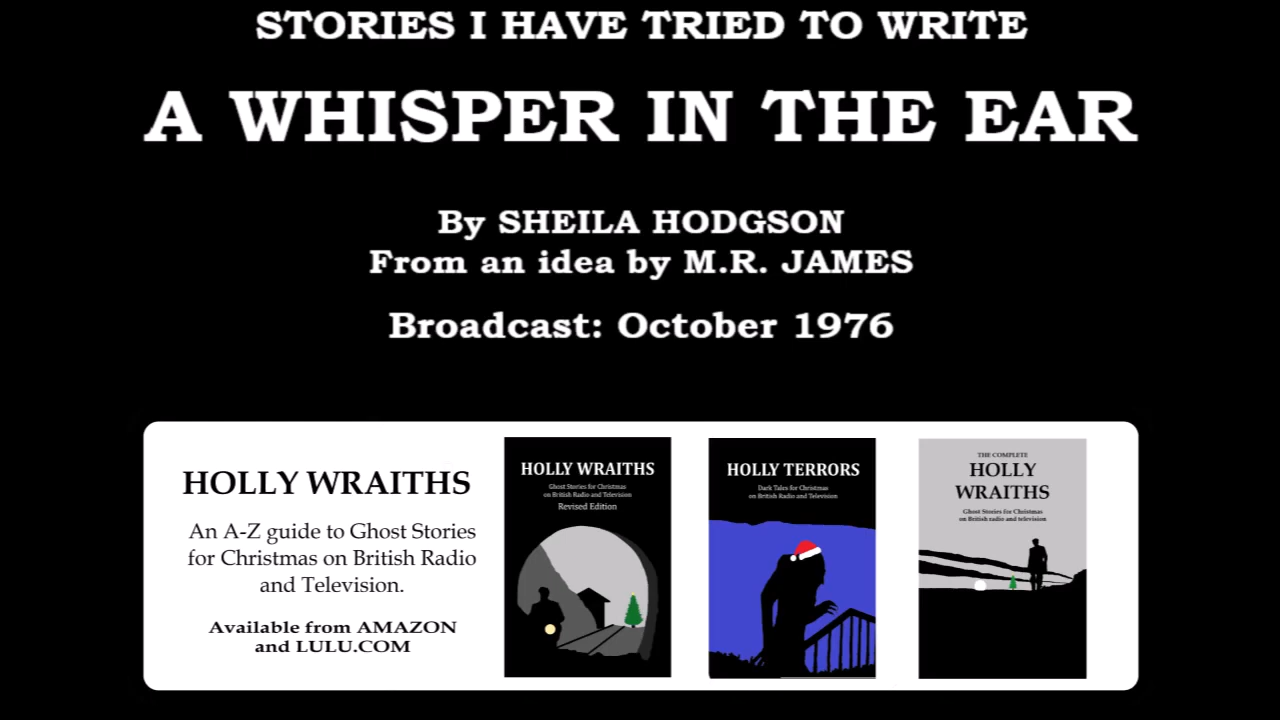 STORIES I HAVE TRIED TO WRITE
A WHISPER IN THE EAR
By SHEILA HODGSON
From an idea by M.R. JAMES
Broadcast: October 1976
HOLLY WRAITHS
An A-Z guide to Ghost Stories
for Christmas on British Radio
and Television.
Available from AMAZON
and LULU.COM
HOLLY WRAITHS
Ghost Stories for Christmas
on British Radio and Television
Revised Edition
HOLLY TERRORS
Dark Tales for Christmas
on British Radio and Television
THE COMPLETE
HOLLY
WRAITHS
Ghost Stories for Christmas
on British radio and television